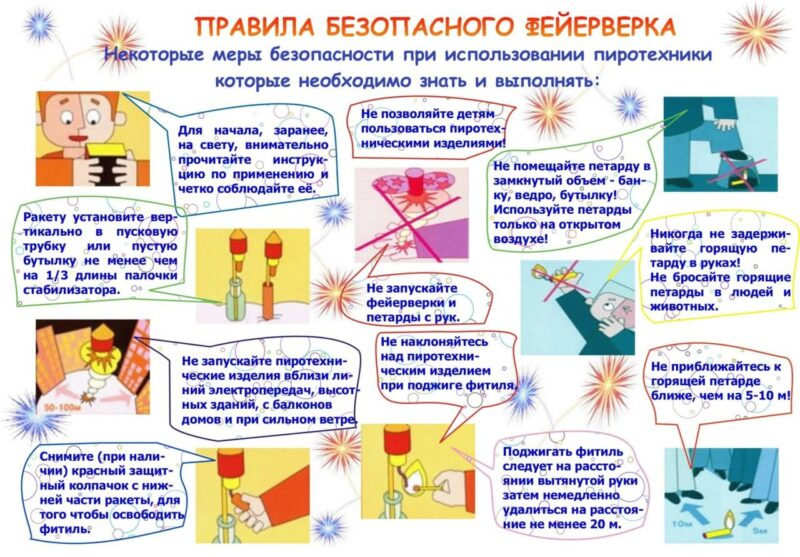 ПРАВИЛА БЕЗОПАСНОГО ФЕЙЕРВЕРКА
Некоторые меры безопасности при использовании пиротехники
которые необходимо знать и выполнять:
Для начала, заранее,
на свету, внимательно
прочитайте инструк-
цию по применению и
четко соблюдайте её.
Не позволяйте детям
пользоваться пиротех-
ническими изделиями!
Не помещайте петарду в
замкнутый объем - бан-
ку, ведро, бутылку!
Используйте петарды
только на открытом
воздухе!
Ракету установите вер-
тикально в пусковую
трубку или пустую
бутылку не менее чем
на 1/3 длины палочки
стабилизатора.
Не запускайте
фейерверки и
петарды с рук.
Никогда не задержи-
вайте горящую пе-
тарду в руках!
Не бросайте горящие
петарды в людей и
животных.
50-100м
Не запускайте пиротехни-
ческие изделия вблизи ли-
ний электропередач, высот-
ных зданий, с балконов
домов и при сильном ветре.
Не наклоняйтесь
над пиротехниче-
ским изделием
при поджиге фитиля.
Не приближайтесь к
горящей петарде
ближе, чем на 5-10 м!
Снимите (при нали-
чии) красный защит-
ный колпачок с ниж-
ней части ракеты, для
того чтобы освободить
фитиль.
Поджигать фитиль
следует на рассто-
янии вытянутой руки
затем немедленно
удалиться на расстоя-
ние не менее 20 м.
10м
5м